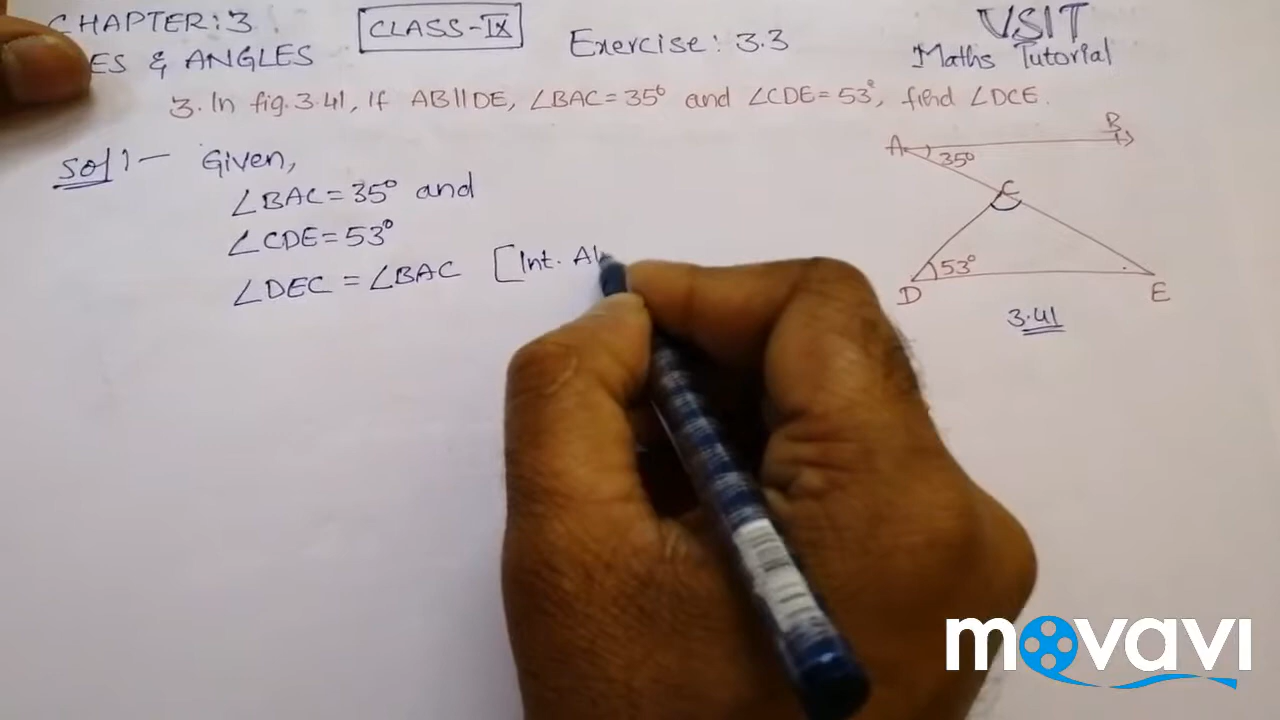 CHAPTER: 3
CLASS-IX
Exercise: 3.3
VSIT
ES & ANGLES
Maths Tutorial
3. In fig. 3.41, If AB||DE, ∠BAC=35° and ∠CDE=53°, find ∠DCE.
Sol:- Given,
∠BAC=35° and
∠CDE=53°
∠DEC = ∠BAC [Int. Al
A
B
35°
C
53°
D
E
3.41
movavi